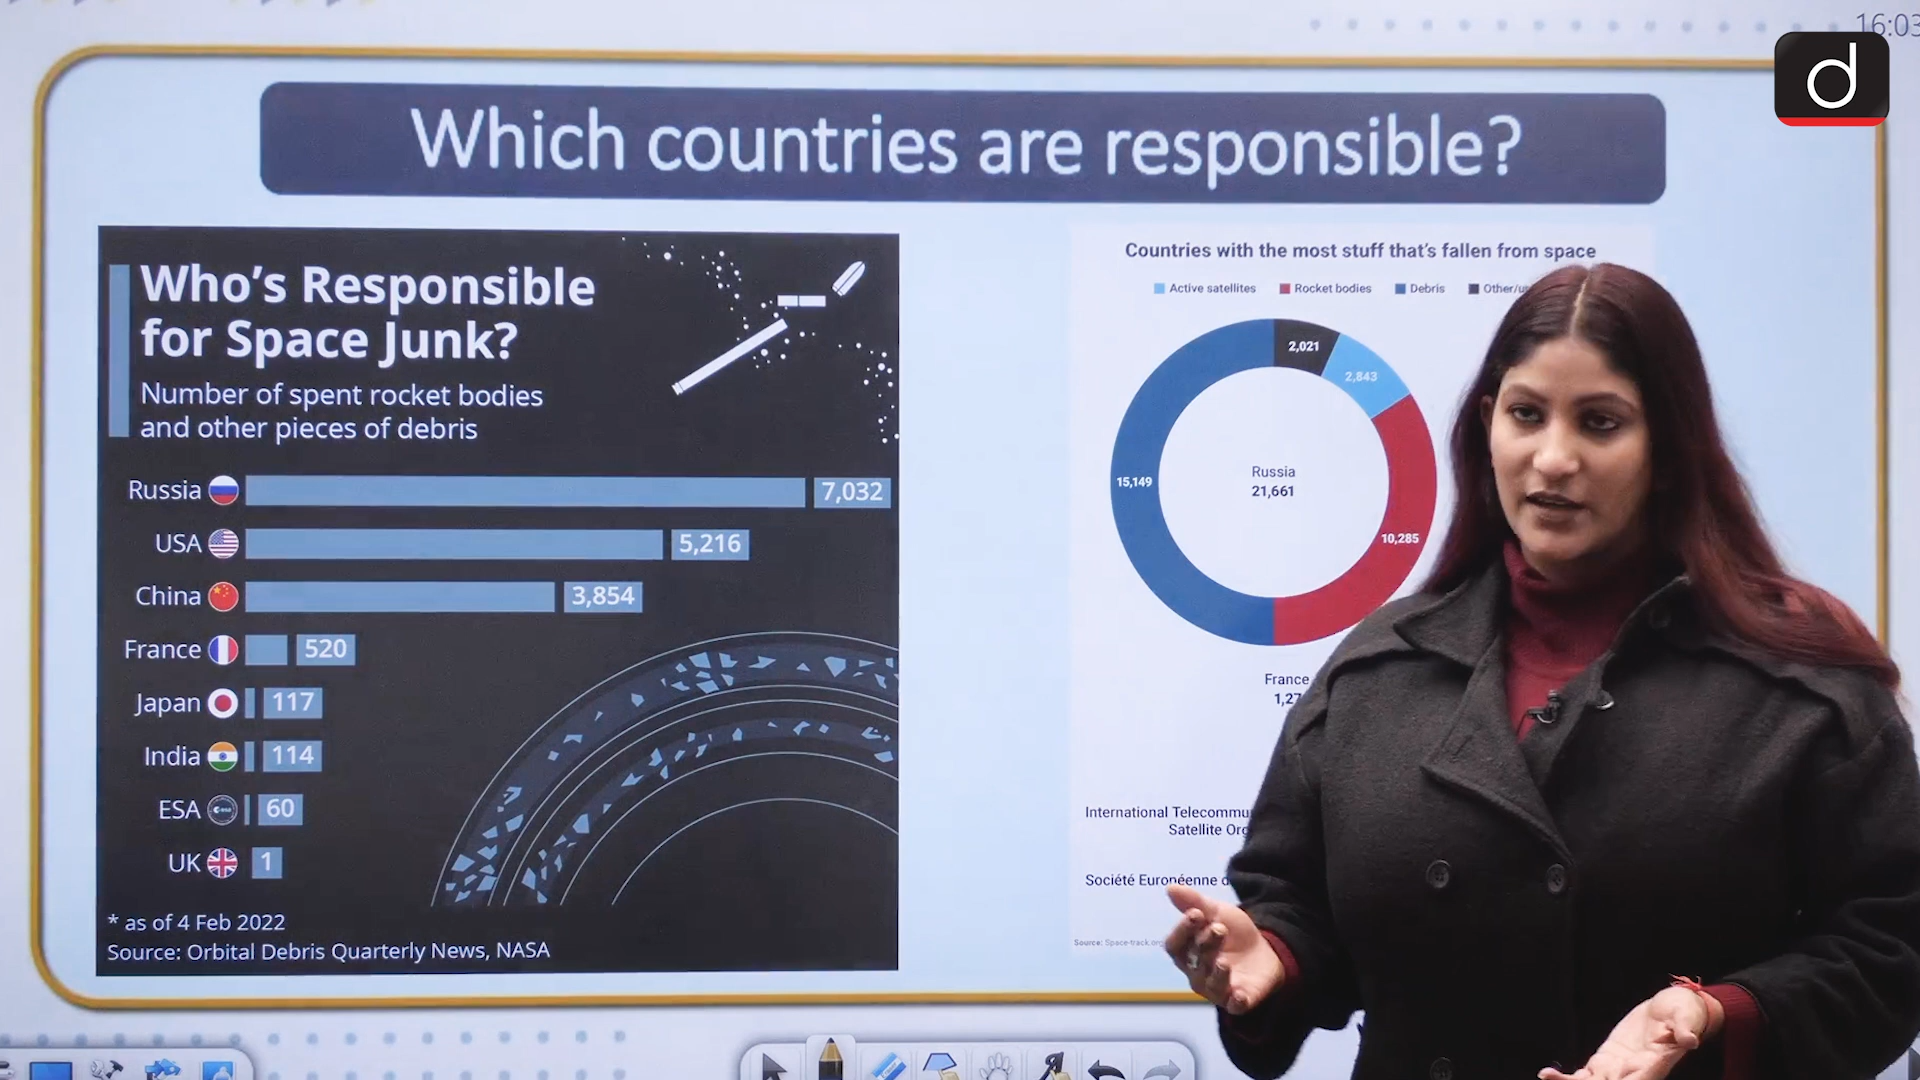 16:03
d
Which countries are responsible?
Who's Responsible
for Space Junk?
Number of spent rocket bodies
and other pieces of debris
Russia 7,032
USA 5,216
China 3,854
France 520
Japan 117
India 114
ESA 60
UK 1
* as of 4 Feb 2022
Source: Orbital Debris Quarterly News, NASA
Countries with the most stuff that's fallen from space
Active satellites Rocket bodies Debris
2,021
2,843
15,149
Russia
21,661
10,285
France
International
Satellite
Société Européenne
Source: